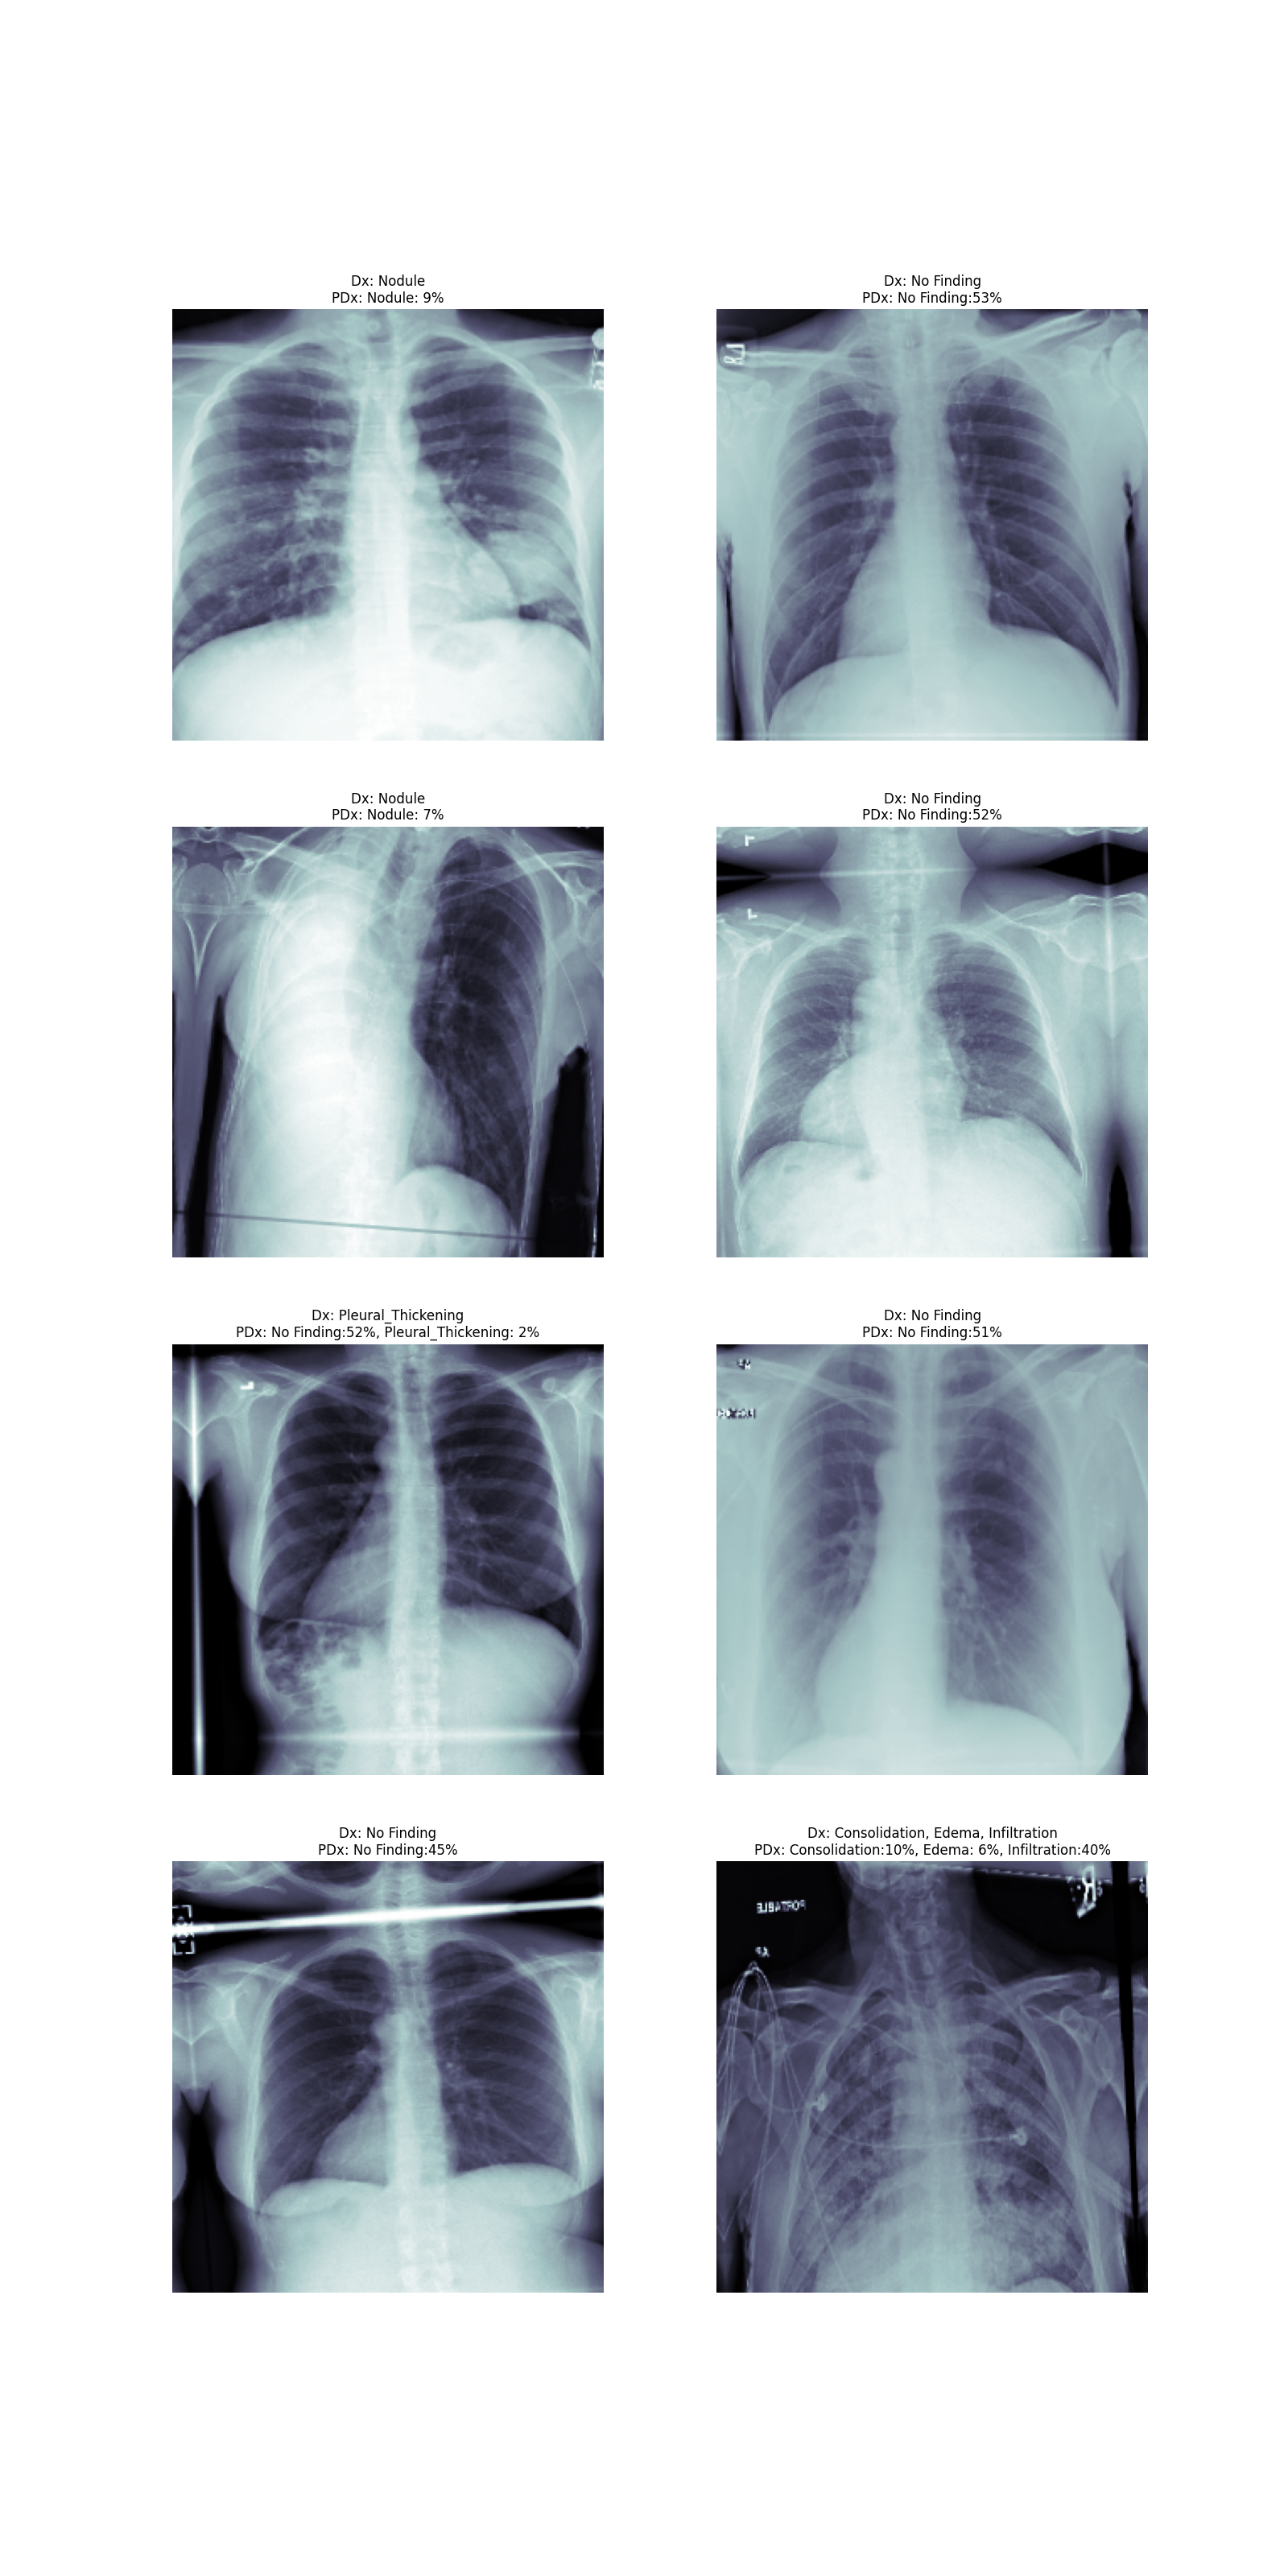 Dx: Nodule
PDx: Nodule: 9%
Dx: No Finding
PDx: No Finding:53%
Dx: Nodule
PDx: Nodule: 7%
Dx: No Finding
PDx: No Finding:52%
L
L
Dx: Pleural_Thickening
PDx: No Finding:52%, Pleural_Thickening: 2%
L
Dx: No Finding
PDx: No Finding:51%
Dx: No Finding
PDx: No Finding:45%
Dx: Consolidation, Edema, Infiltration
PDx: Consolidation:10%, Edema: 6%, Infiltration:40%
R
PORTABLE